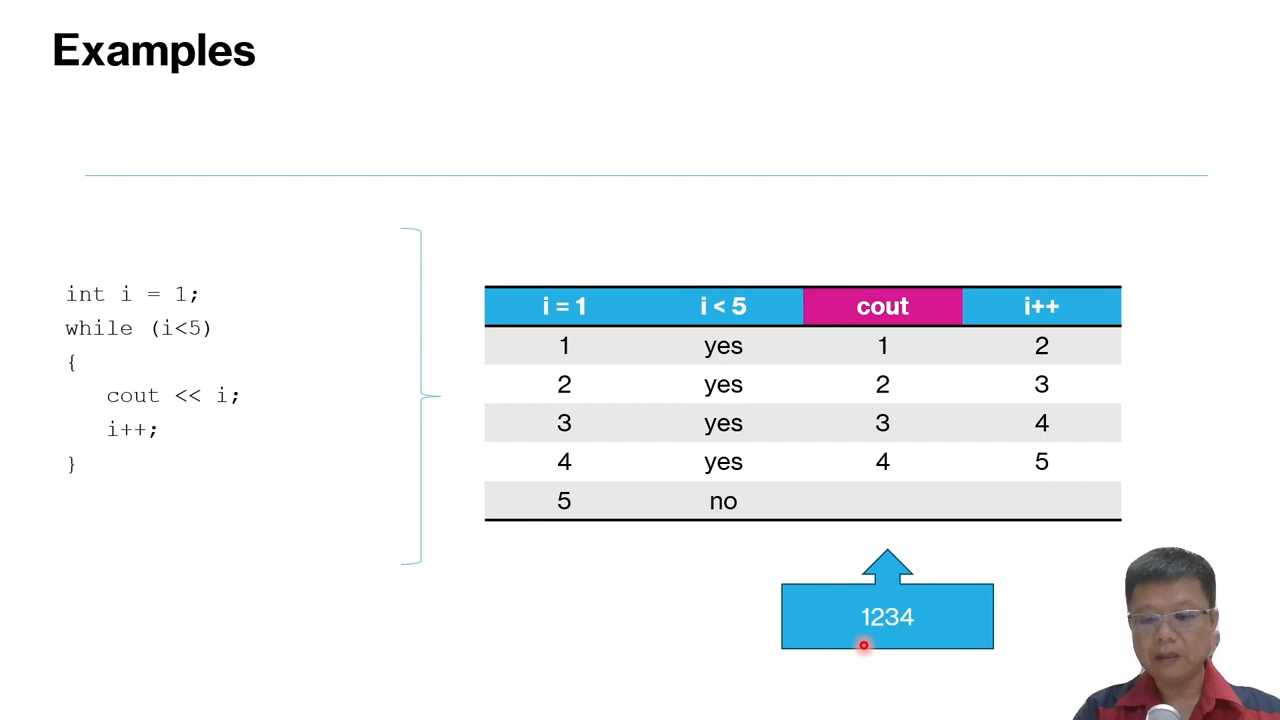 Examples
int i = 1;
while (i<5)
{
cout << i;
i++;
}
i = 1 i < 5 cout i++
1 yes 1 2
2 yes 2 3
3 yes 3 4
4 yes 4 5
5 no
1234